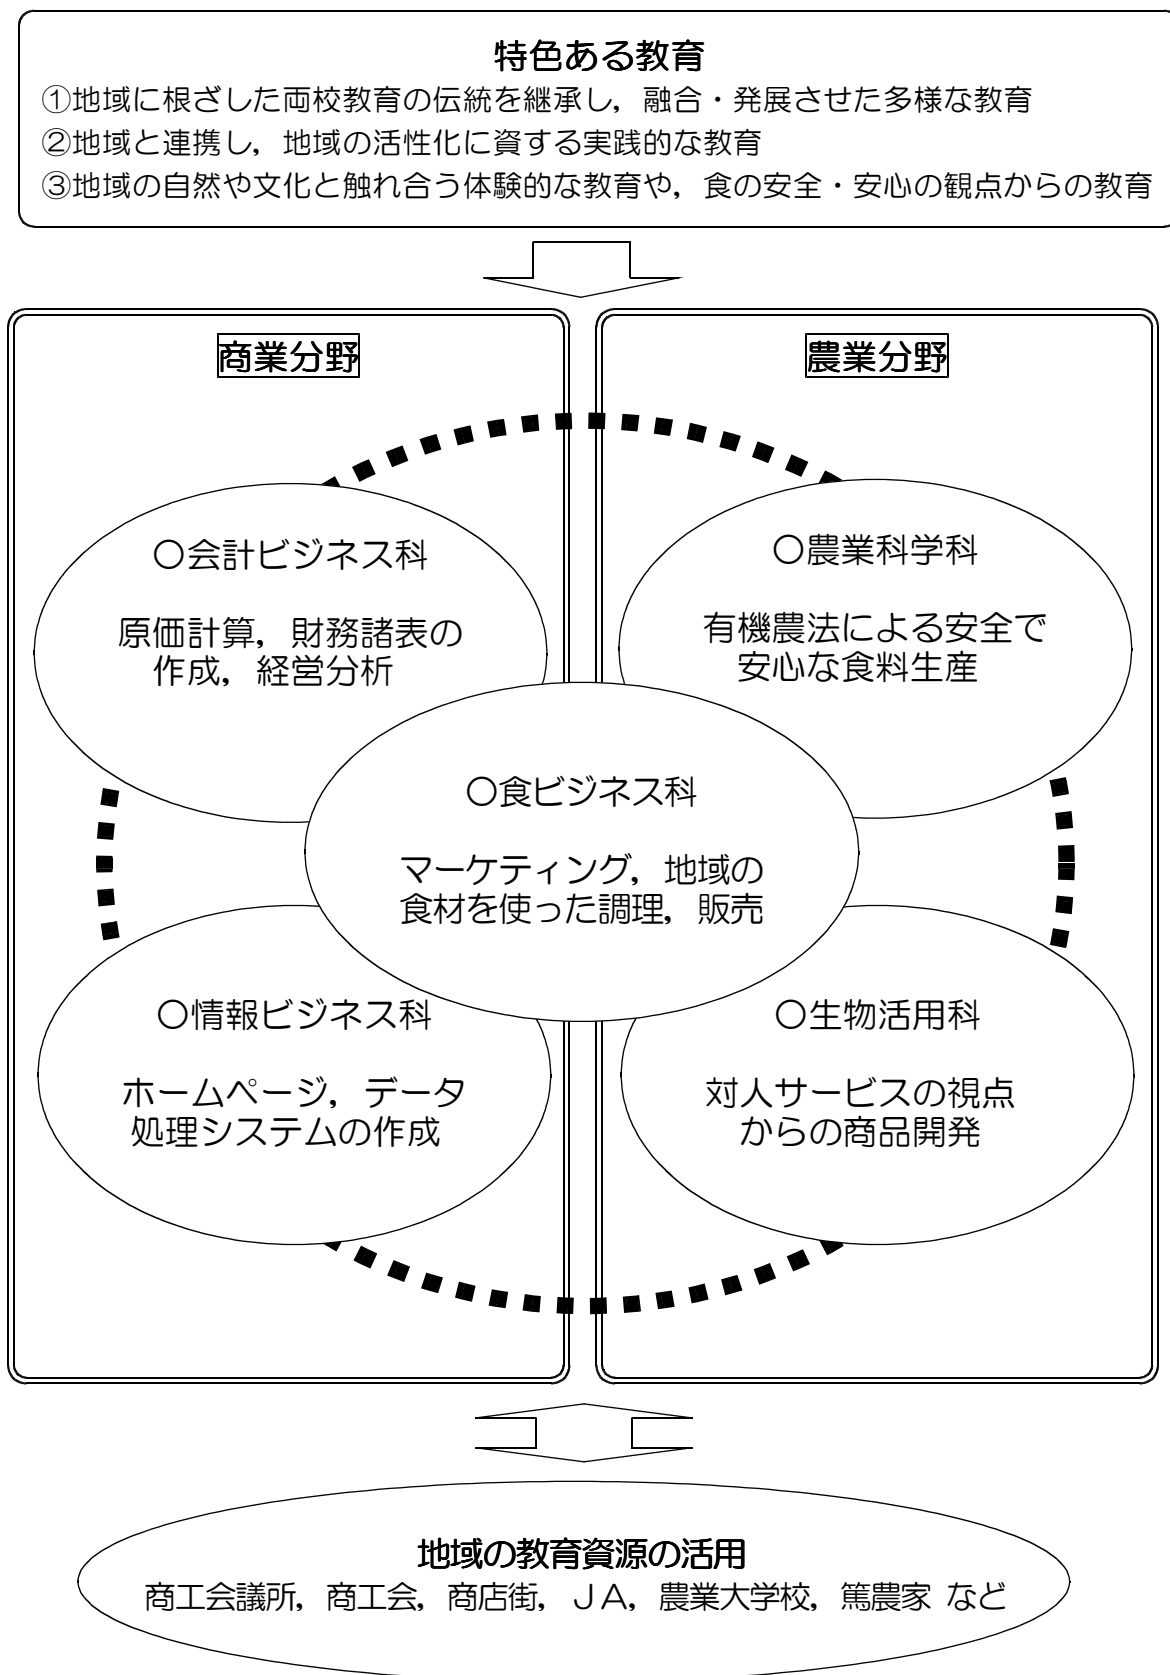 特色ある教育
①地域に根ざした両校教育の伝統を継承し，融合・発展させた多様な教育
②地域と連携し，地域の活性化に資する実践的な教育
③地域の自然や文化と触れ合う体験的な教育や，食の安全・安心の観点からの教育
商業分野
農業分野
○会計ビジネス科
原価計算，財務諸表の
作成，経営分析
○農業科学科
有機農法による安全で
安心な食料生産
○食ビジネス科
マーケティング，地域の
食材を使った調理，販売
○情報ビジネス科
ホームページ，データ
処理システムの作成
○生物活用科
対人サービスの視点
からの商品開発
地域の教育資源の活用
商工会議所，商工会，商店街，ＪＡ，農業大学校，篤農家 など